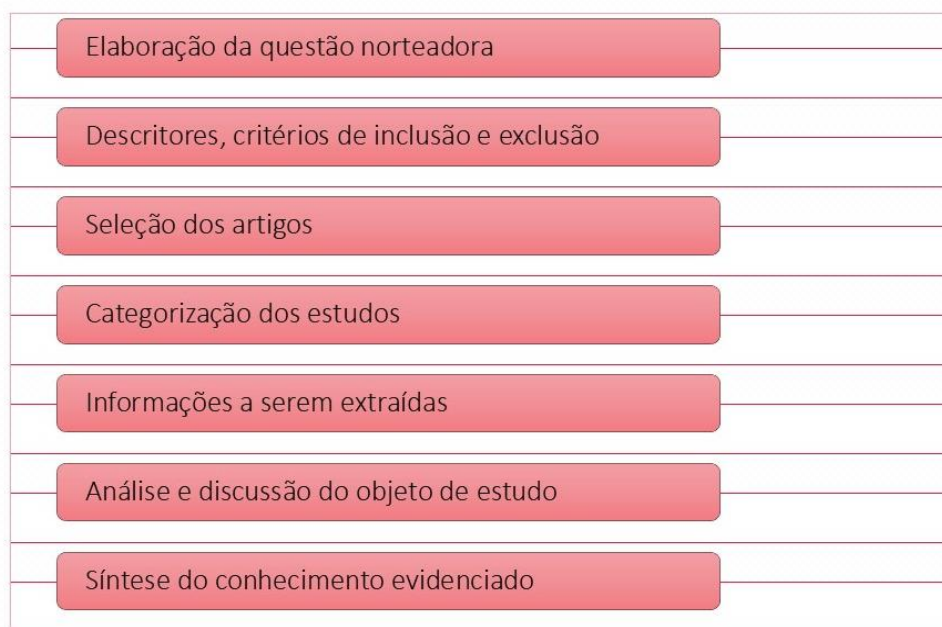 Elaboração da questão norteadora
Descritores, critérios de inclusão e exclusão
Seleção dos artigos
Categorização dos estudos
Informações a serem extraídas
Análise e discussão do objeto de estudo
Síntese do conhecimento evidenciado